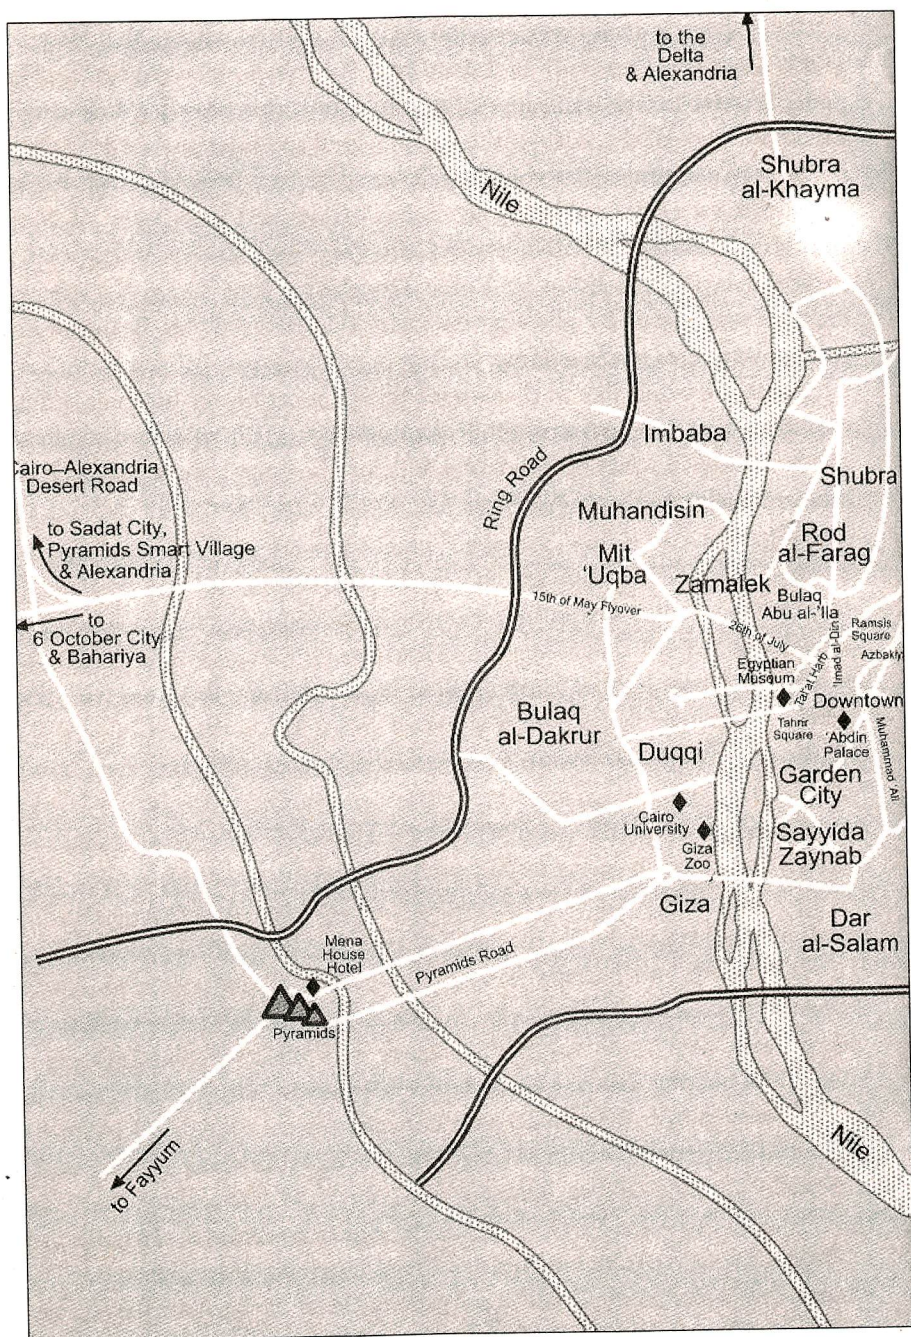 to the
Delta
& Alexandria
Shubra
al-Khayma
Nile
Imbaba
Shubra
Ring Road
Cairo–Alexandria
Desert Road
to Sadat City,
Pyramids Smart Village
& Alexandria
to
6 October City
& Bahariya
Muhandisin
Mit
‘Uqba
Rod
al-Farag
Zamalek
Bulaq
Abu al-‘Ila
15th of May Flyover
26th of July
Ramsis
Square
Azbakiy
‘Imad al-Din
Tal‘at Harb
Egyptian
Museum
Downtown
Tahrir
Square
‘Abdin
Palace
Muhammad ‘Ali
Bulaq
al-Dakrur
Duqqi
Garden
City
Cairo
University
Giza
Zoo
Sayyida
Zaynab
Giza
Dar
al-Salam
Mena
House
Hotel
Pyramids Road
Pyramids
to Fayyum
Nile